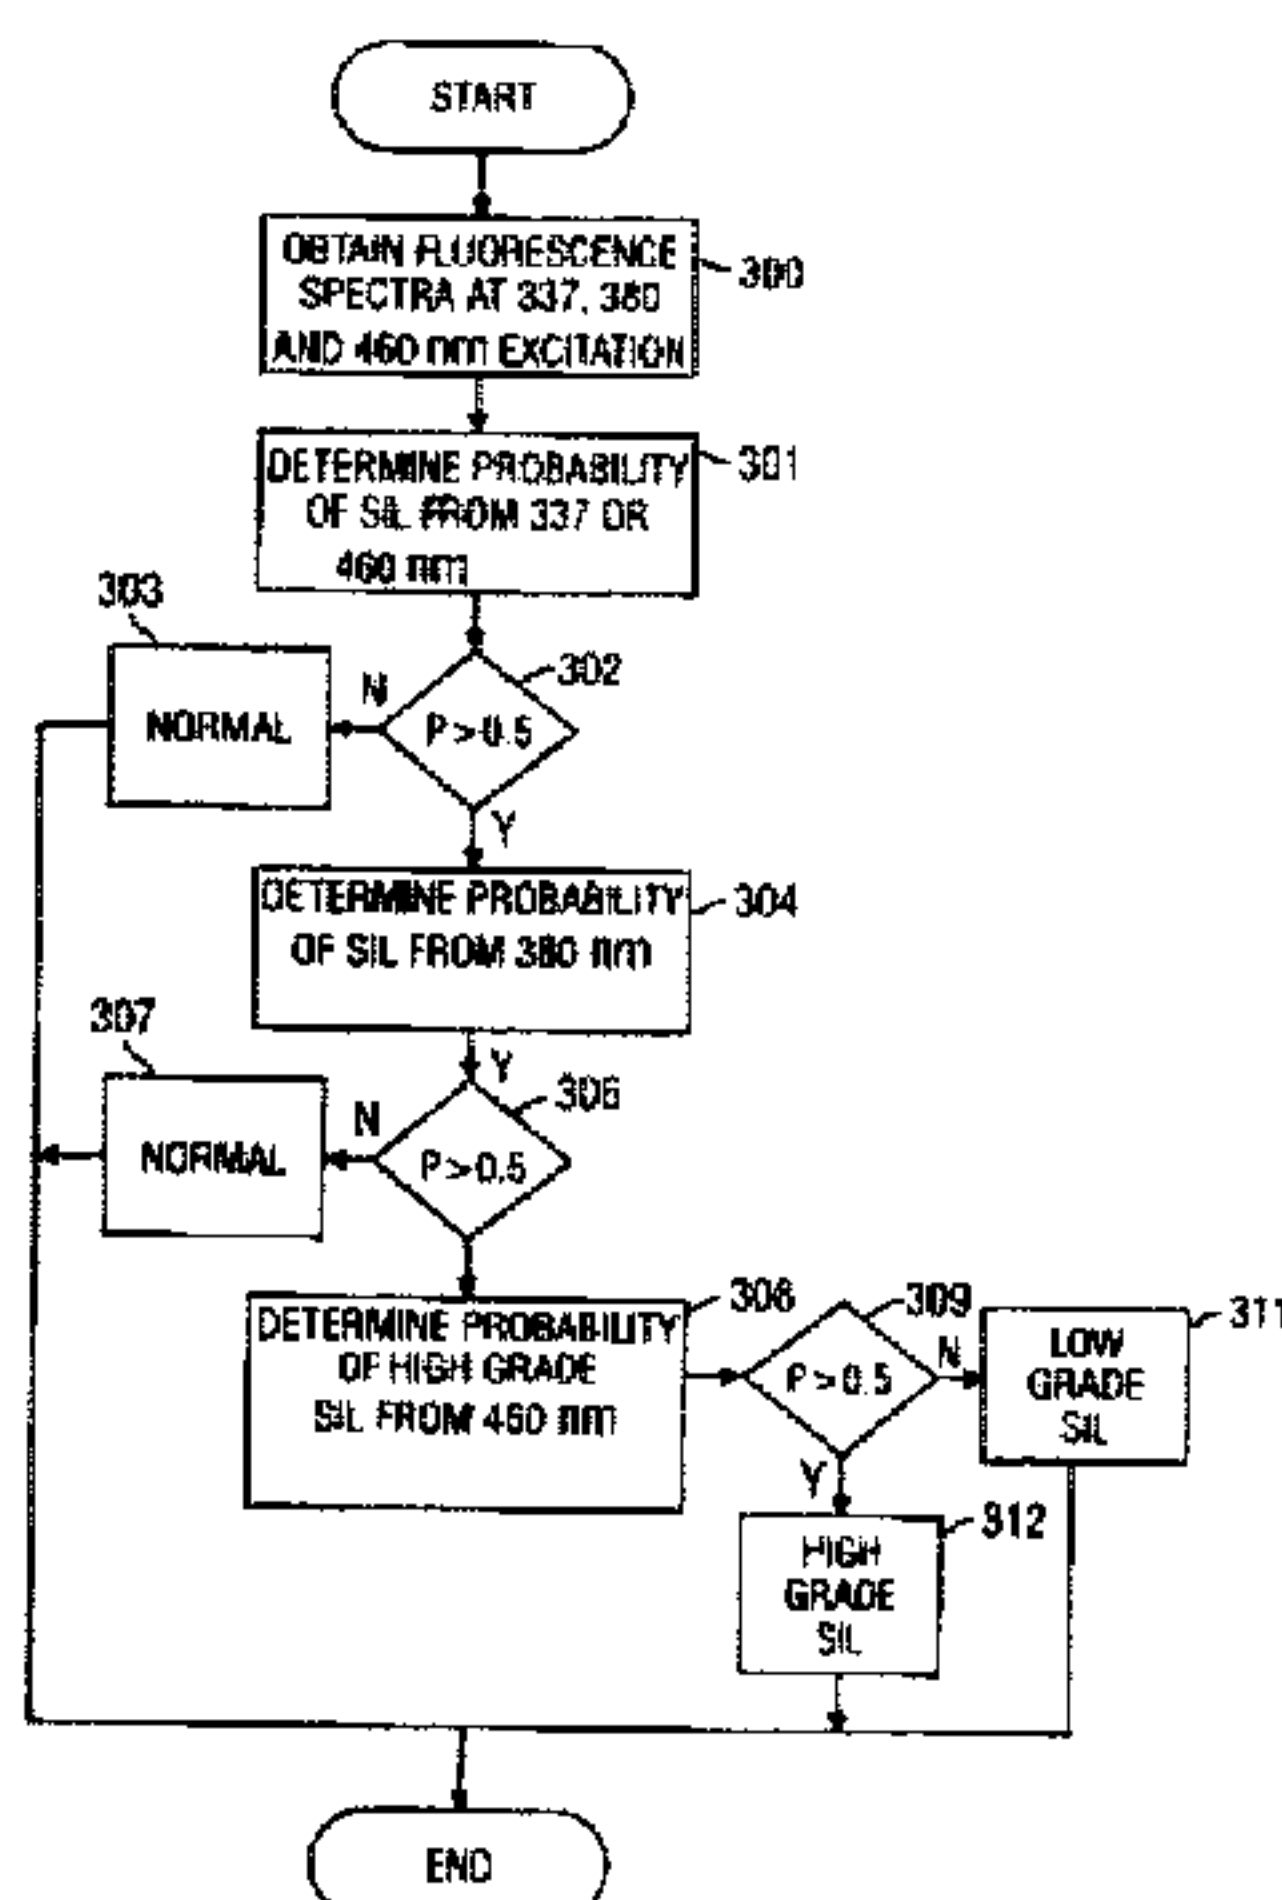 START
OBTAIN FLUORESCENCE
SPECTRA AT 337, 380
AND 460 nm EXCITATION
300
DETERMINE PROBABILITY
OF SIL FROM 337 OR
460 nm
301
303
NORMAL
N
P > 0.5
302
Y
DETERMINE PROBABILITY
OF SIL FROM 380 nm
304
307
Y
NORMAL
N
P > 0.5
306
DETERMINE PROBABILITY
OF HIGH GRADE
SIL FROM 460 nm
308
P > 0.5
309
N
LOW
GRADE
SIL
311
Y
HIGH
GRADE
SIL
312
END